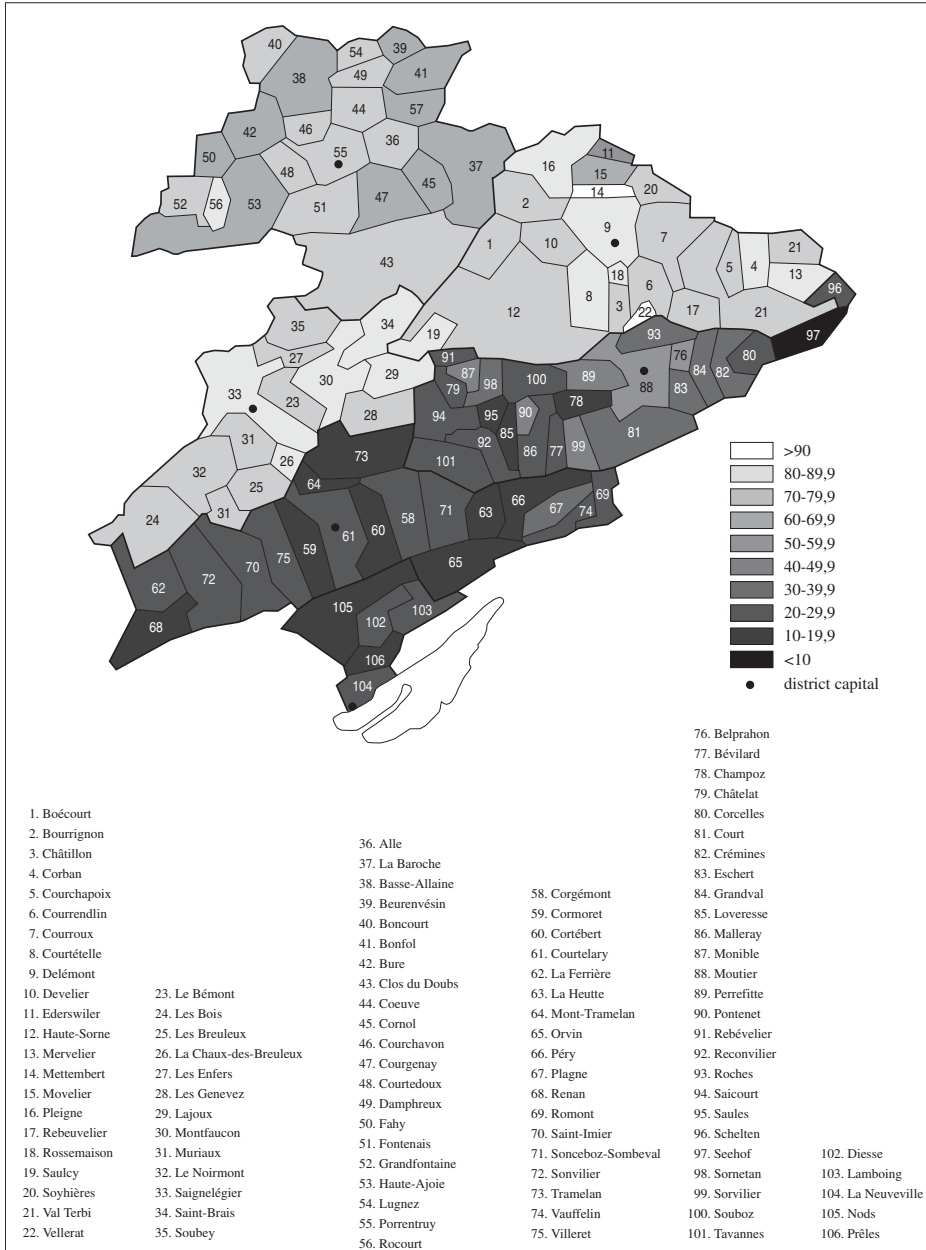 40
54
39
38
49
41
44
57
46
42
36
55
11
50
48
37
16
15
45
14
20
52
56
53
47
51
2
9
7
1
10
21
43
5
4
18
13
6
8
96
3
12
22
17
21
34
35
19
93
97
27
91
76
80
30
29
87
89
84
82
33
79
98
100
88
83
23
78
28
94
95
90
31
85
81
92
86
77
99
73
26
101
32
64
25
69
66
31
67
24
58
71
63
74
61
60
75
59
70
65
72
62
105
103
102
68
106
104
>90
80-89,9
70-79,9
60-69,9
50-59,9
40-49,9
30-39,9
20-29,9
10-19,9
<10
district capital
1. Boécourt
2. Bourrignon
3. Châtillon
4. Corban
5. Courchapoix
6. Courrendlin
7. Courroux
8. Courtételle
9. Delémont
10. Develier
11. Ederswiler
12. Haute-Sorne
13. Mervelier
14. Mettembert
15. Movelier
16. Pleigne
17. Rebeuvelier
18. Rossemaison
19. Saulcy
20. Soyhières
21. Val Terbi
22. Vellerat
23. Le Bémont
24. Les Bois
25. Les Breuleux
26. La Chaux-des-Breuleux
27. Les Enfers
28. Les Genevez
29. Lajoux
30. Montfaucon
31. Muriaux
32. Le Noirmont
33. Saignelégier
34. Saint-Brais
35. Soubey
36. Alle
37. La Baroche
38. Basse-Allaine
39. Beurenvésin
40. Boncourt
41. Bonfol
42. Bure
43. Clos du Doubs
44. Coeuve
45. Cornol
46. Courchavon
47. Courgenay
48. Courtedoux
49. Damphreux
50. Fahy
51. Fontenais
52. Grandfontaine
53. Haute-Ajoie
54. Lugnez
55. Porrentruy
56. Rocourt
58. Corgémont
59. Cormoret
60. Cortébert
61. Courtelary
62. La Ferrière
63. La Heutte
64. Mont-Tramelan
65. Orvin
66. Péry
67. Plagne
68. Renan
69. Romont
70. Saint-Imier
71. Sonceboz-Sombeval
72. Sonvilier
73. Tramelan
74. Vauffelin
75. Villeret
76. Belprahon
77. Bévilard
78. Champoz
79. Châtelat
80. Corcelles
81. Court
82. Crémines
83. Eschert
84. Grandval
85. Loveresse
86. Malleray
87. Monible
88. Moutier
89. Perrefitte
90. Pontenet
91. Rebévelier
92. Reconvilier
93. Roches
94. Saicourt
95. Saules
96. Schelten
97. Seehof
98. Sornetan
99. Sorvilier
100. Souboz
101. Tavannes
102. Diesse
103. Lamboing
104. La Neuveville
105. Nods
106. Prêles